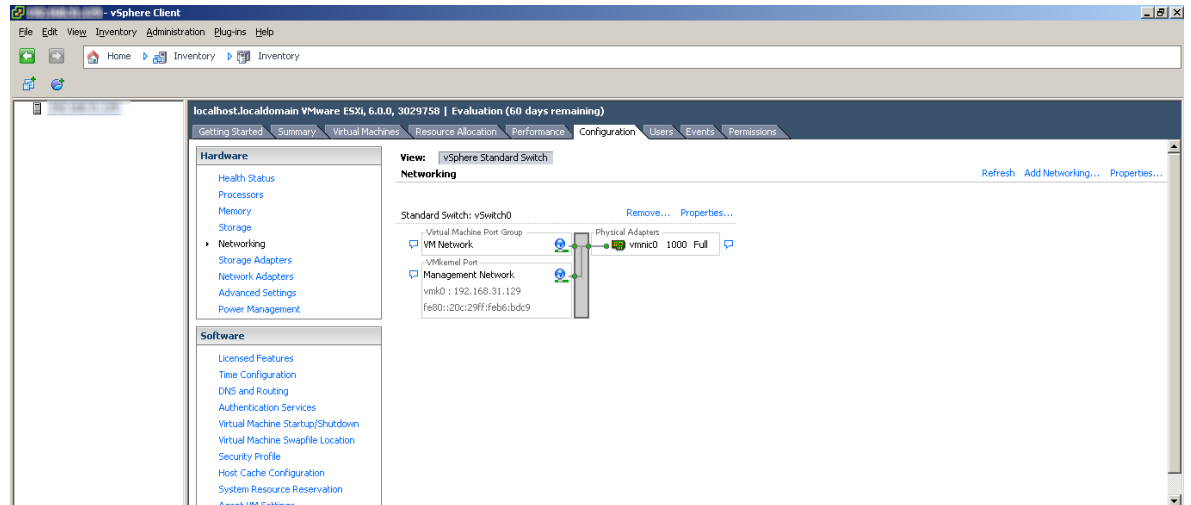 - vSphere Client
File Edit View Inventory Administration Plug-ins Help
Home Inventory Inventory
localhost.localdomain VMware ESXi, 6.0.0, 3029758 | Evaluation (60 days remaining)
Getting Started Summary Virtual Machines Resource Allocation Performance Configuration Users Events Permissions
Hardware
Health Status
Processors
Memory
Storage
Networking
Storage Adapters
Network Adapters
Advanced Settings
Power Management
Software
Licensed Features
Time Configuration
DNS and Routing
Authentication Services
Virtual Machine Startup/Shutdown
Virtual Machine Swapfile Location
Security Profile
Host Cache Configuration
System Resource Reservation
Agent VM Settings
View: vSphere Standard Switch
Networking
Refresh Add Networking... Properties...
Standard Switch: vSwitch0 Remove... Properties...
Virtual Machine Port Group
VM Network
Physical Adapters
vmnic0 1000 Full
VMkernel Port
Management Network
vmk0 : 192.168.31.129
fe80::20c:29ff:feb6:bdc9